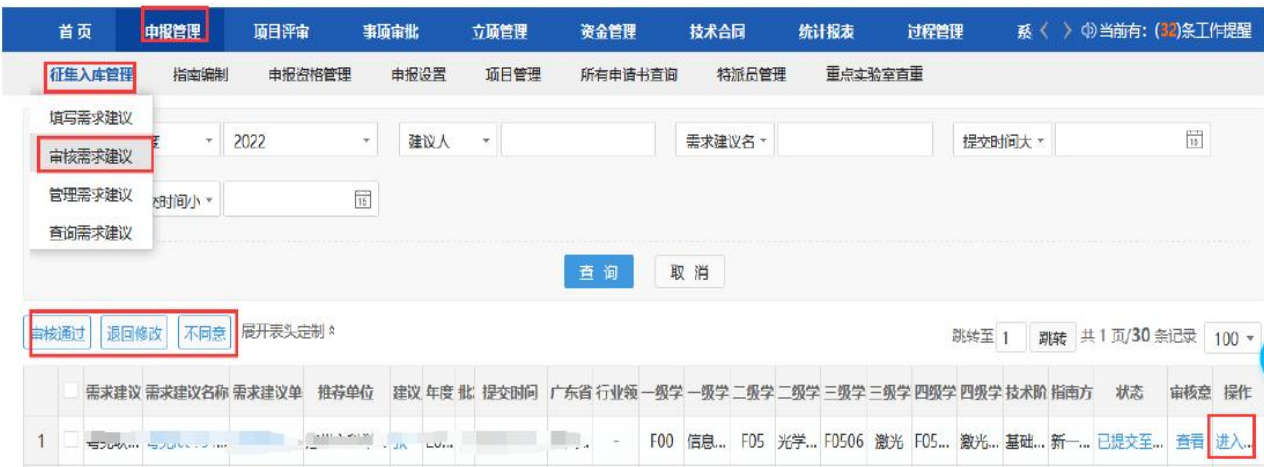 首页 申报管理 项目评审 事项审批 立项管理 资金管理 技术合同 统计报表 过程管理 系 〈 〉 当前有：(32)条工作提醒
征集入库管理 指南编制 申报资格管理 申报设置 项目管理 所有申请书查询 特派员管理 重点实验室查重
填写需求建议
度 2022 建议人 需求建议名 提交时间大
审核需求建议
管理需求建议
交时间小
查询需求建议
查询 取消
审核通过 退回修改 不同意 展开表头定制 跳转至 1 跳转 共 1 页/30 条记录 100
需求建议 需求建议名称 需求建议单 推荐单位 建议 年度 批 提交时间 广东省 行业领 一级学 一级学 二级学 二级学 三级学 三级学 四级学 四级学 技术阶 指南方 状态 审核意 操作
1 - F00 信息... F05 光学... F0506 激光 F05... 激光... 基础... 新一... 已提交至... 查看 进入...